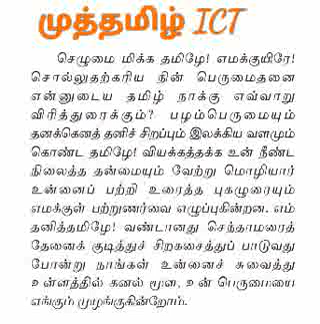 முத்தமிழ் ICT
செழுமை மிக்க தமிழே! எமக்குயிரே!
சொல்லுதற்கரிய நின் பெருமைதனை
என்னுடைய தமிழ் நாக்கு எவ்வாறு
விரித்துரைக்கும்? பழம்பெருமையும்
தனக்கெனத் தனிச் சிறப்பும் இலக்கிய வளமும்
கொண்ட தமிழே! வியக்கத்தக்க உன் நீண்ட
நிலைத்த தன்மையும் வேற்று மொழியார்
உன்னைப் பற்றி உரைத்த புகழுரையும்
எமக்குள் பற்றுணர்வை எழுப்புகின்றன. எம்
தனித்தமிழே! வண்டானது செந்தாமரைத்
தேனைக் குடித்துச் சிறகசைத்துப் பாடுவது
போன்று நாங்கள் உன்னைச் சுவைத்து
உள்ளத்தில் கனல் மூள, உன் பெருமையை
எங்கும் முழங்குகின்றோம்.